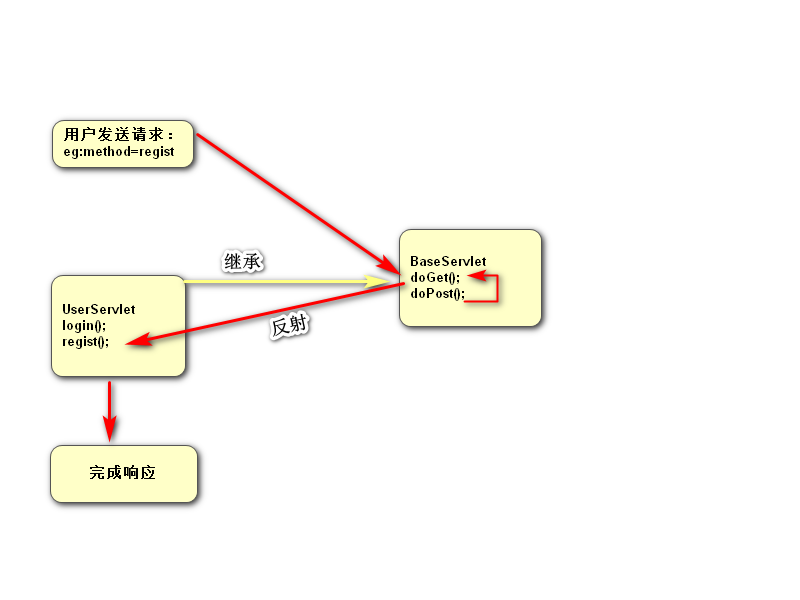 用户发送请求：
eg:method=regist
继承
BaseServlet
doGet();
doPost();
UserServlet
login();
regist();
反射
完成响应